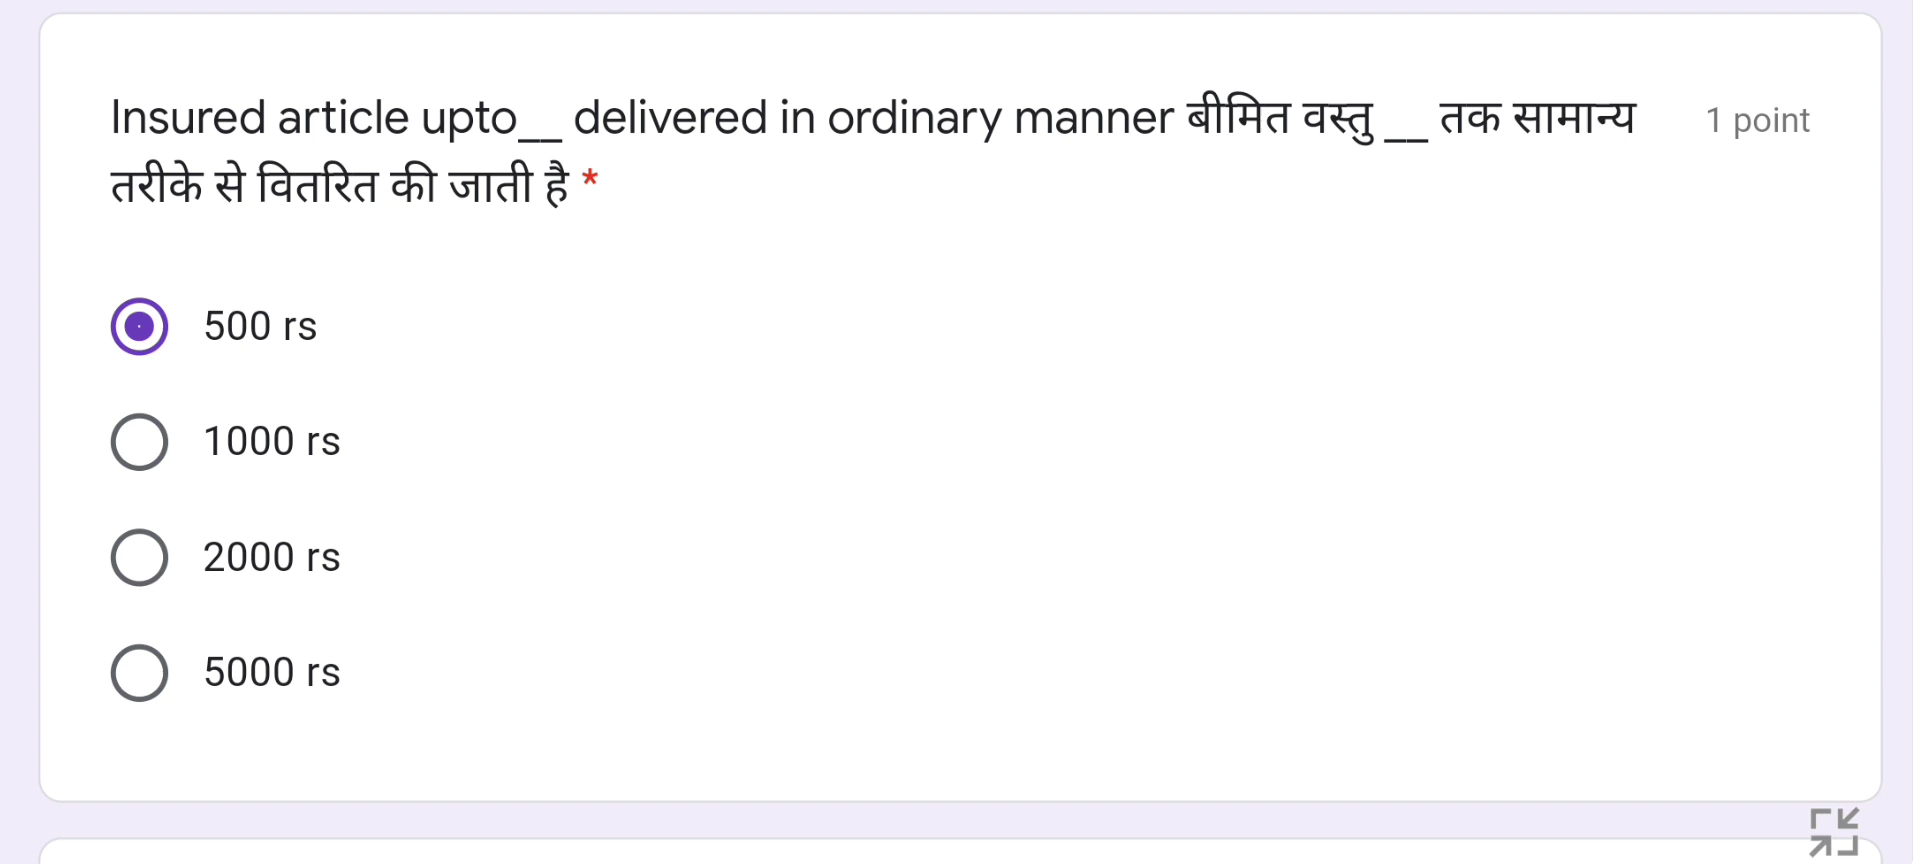 Insured article upto__ delivered in ordinary manner बीमित वस्तु __ तक सामान्य 1 point
तरीके से वितरित की जाती है *
500 rs
1000 rs
2000 rs
5000 rs